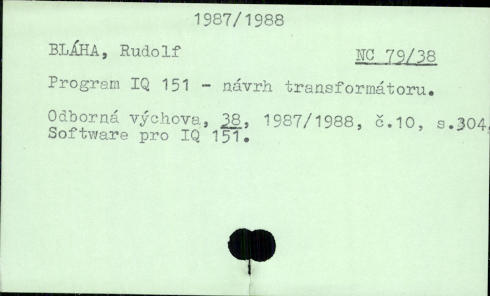 1987/1988
BLÁHA, Rudolf NC 79/38
Program IQ 151 - návrh transformátoru.
Odborná výchova, 38, 1987/1988, č.10, s.304,
Software pro IQ 151.